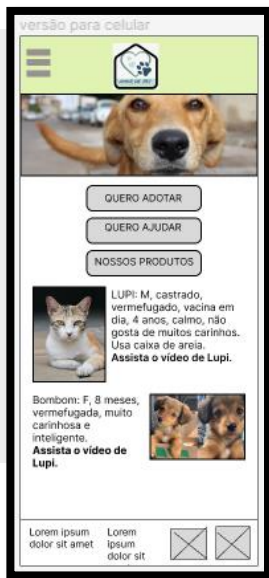 versão para celular
QUERO ADOTAR
QUERO AJUDAR
NOSSOS PRODUTOS
LUPI: M, castrado,
vermefugado, vacina em
dia, 4 anos, calmo, não
gosta de muitos carinhos.
Usa caixa de areia.
Assista o vídeo de Lupi.
Bombom: F, 8 meses,
vermefugada, muito
carinhosa e
inteligente.
Assista o vídeo de
Lupi.
Lorem ipsum
dolor sit amet
Lorem
ipsum
dolor sit